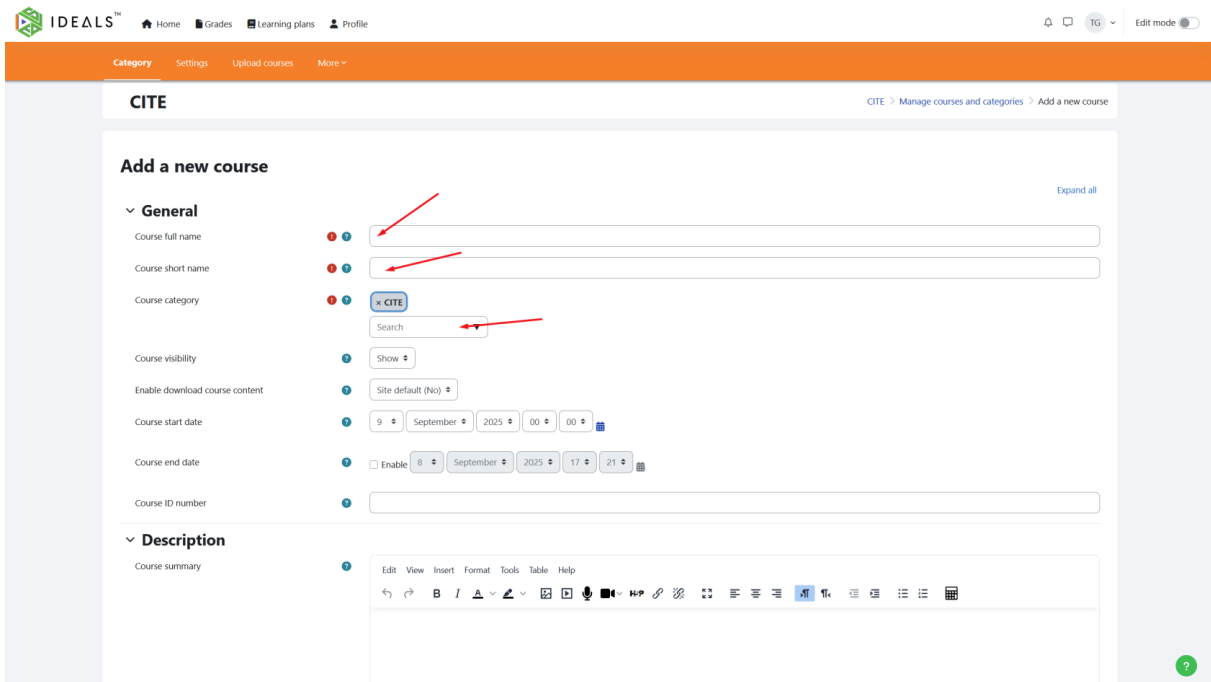 IDEALS™ Home Grades Learning plans Profile TG Edit mode
Category Settings Upload courses More
CITE CITE > Manage courses and categories > Add a new course
Add a new course
Expand all
General
Course full name ! ?
Course short name ! ?
Course category ! ? × CITE
Search ▼
Course visibility ? Show
Enable download course content ? Site default (No)
Course start date ? 9 September 2025 00 00
Course end date ? Enable 8 September 2025 17 21
Course ID number ?
Description
Course summary ? Edit View Insert Format Tools Table Help
B I A H-P
?